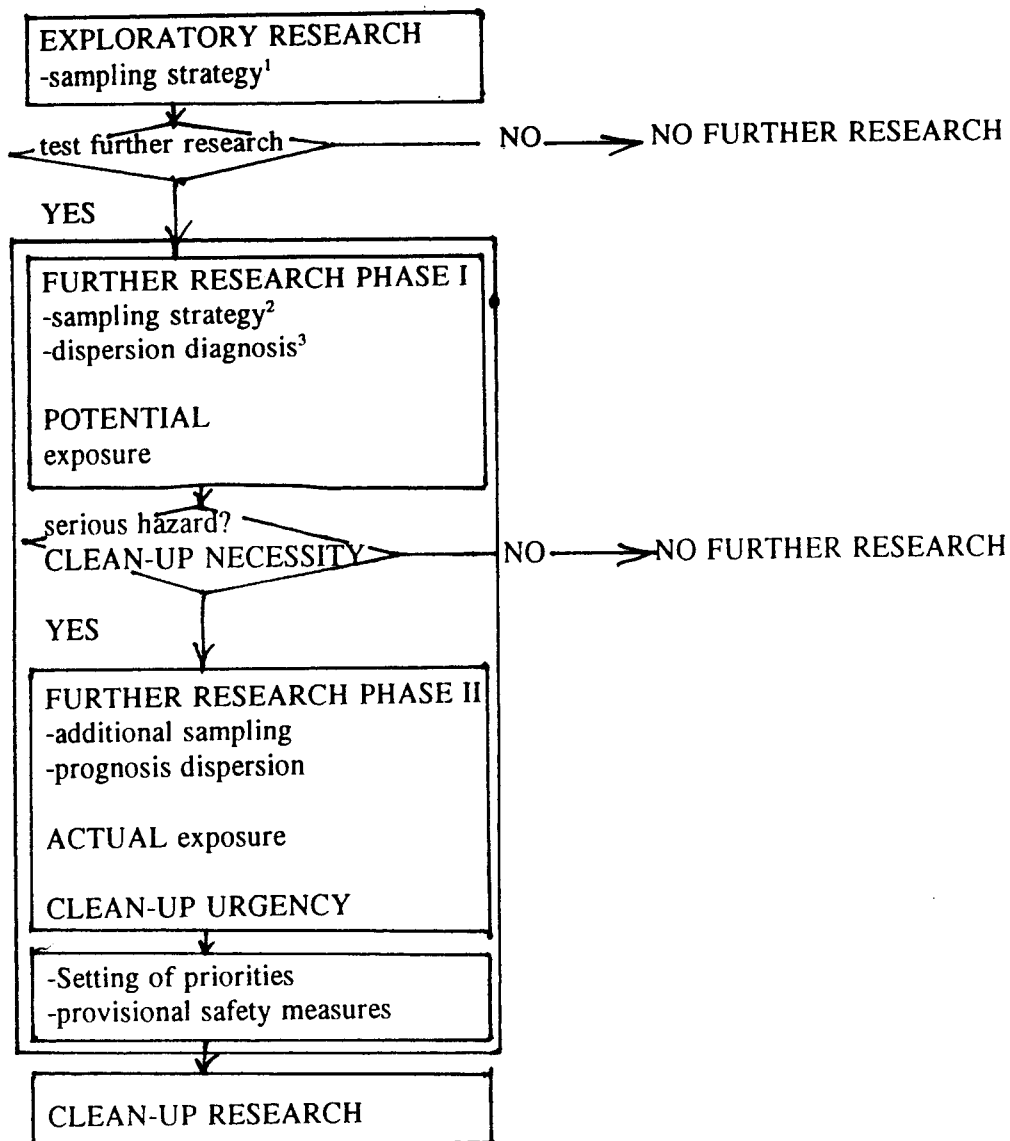 EXPLORATORY RESEARCH
-sampling strategy¹
test further research
NO
NO FURTHER RESEARCH
YES
FURTHER RESEARCH PHASE I
-sampling strategy²
-dispersion diagnosis³
POTENTIAL
exposure
serious hazard?
CLEAN-UP NECESSITY
NO
NO FURTHER RESEARCH
YES
FURTHER RESEARCH PHASE II
-additional sampling
-prognosis dispersion
ACTUAL exposure
CLEAN-UP URGENCY
-Setting of priorities
-provisional safety measures
CLEAN-UP RESEARCH